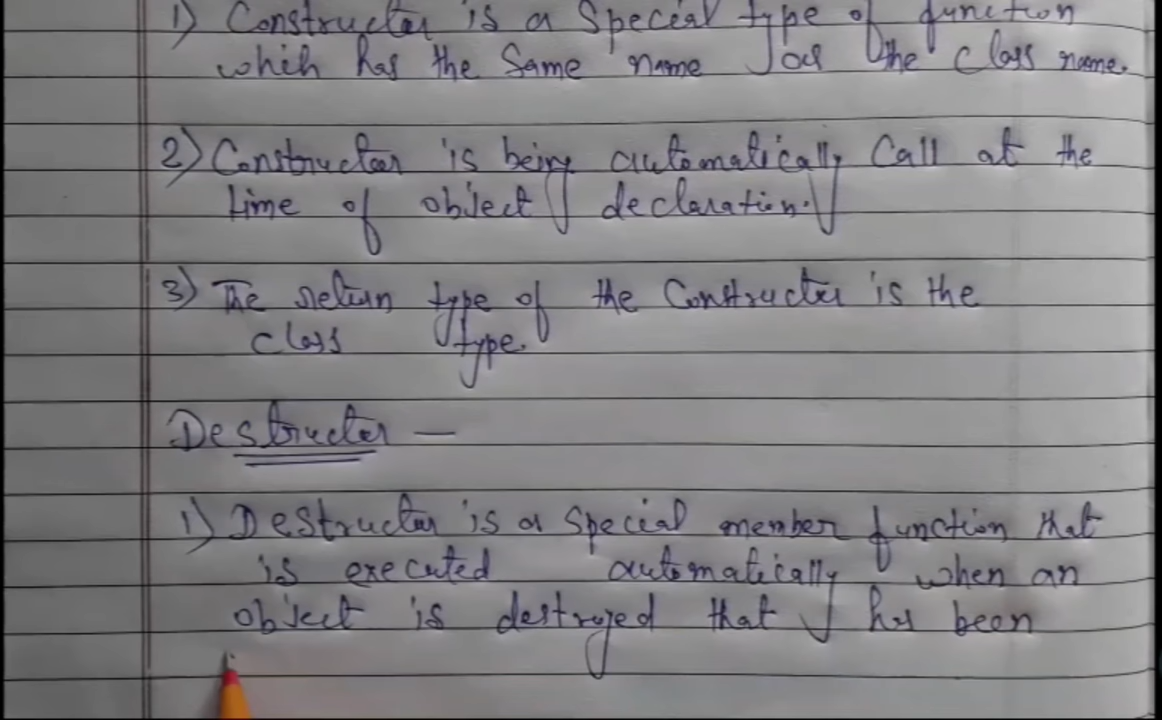 1) Constructor is a special type of function
which has the same name as the class name.
2) Constructor is being automatically call at the
time of object declaration.
3) The return type of the Constructor is the
class type.
Destructor —
1) Destructor is a special member function that
is executed automatically when an
object is destroyed that has been